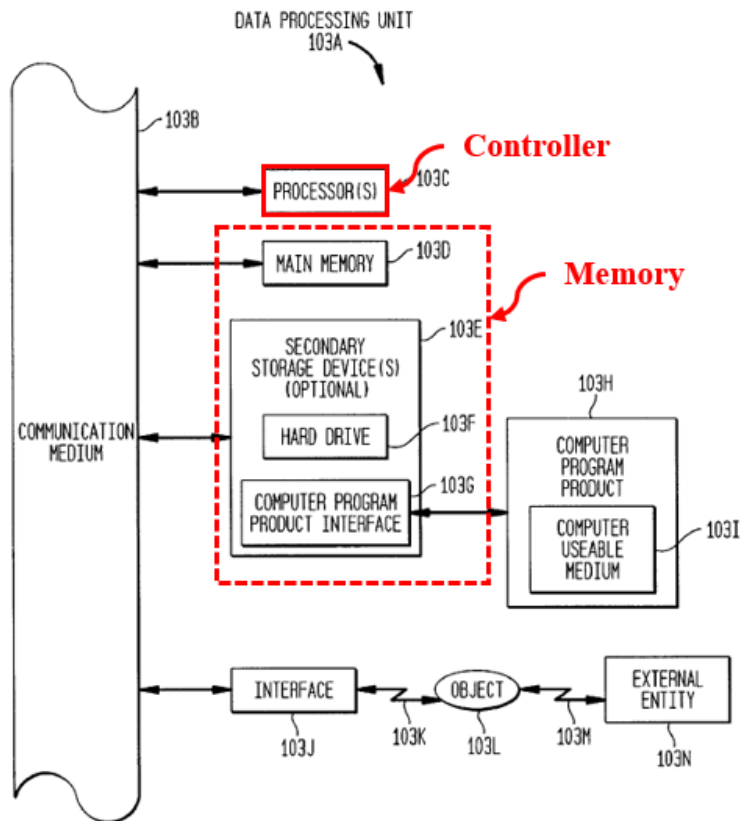 DATA PROCESSING UNIT
103A
103B
Controller
PROCESSOR(S)
103C
MAIN MEMORY
103D
Memory
103E
SECONDARY
STORAGE DEVICE(S)
(OPTIONAL)
103H
COMMUNICATION
MEDIUM
HARD DRIVE
103F
COMPUTER
PROGRAM
PRODUCT
103G
COMPUTER PROGRAM
PRODUCT INTERFACE
COMPUTER
USEABLE
MEDIUM
103I
INTERFACE
OBJECT
EXTERNAL
ENTITY
103J
103K
103L
103M
103N